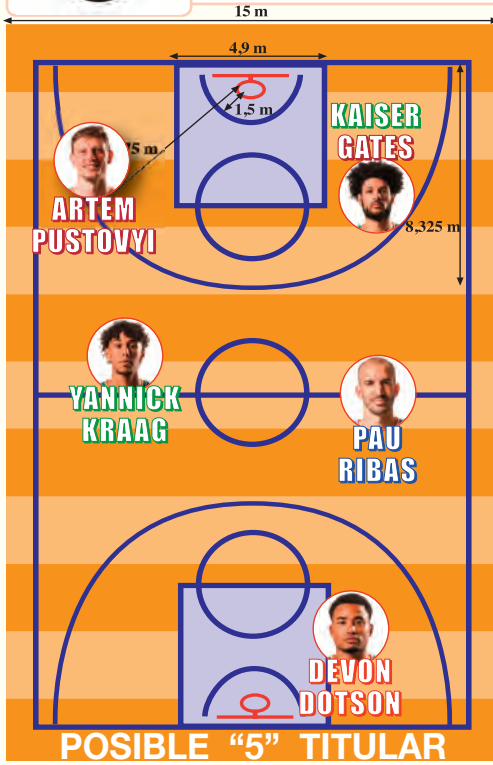 15 m
4,9 m
1,5 m
KAISER
GATES
75 m
ARTEM
PUSTOVYI
8,325 m
YANNICK
KRAAG
PAU
RIBAS
DEVON
DOTSON
POSIBLE “5” TITULAR